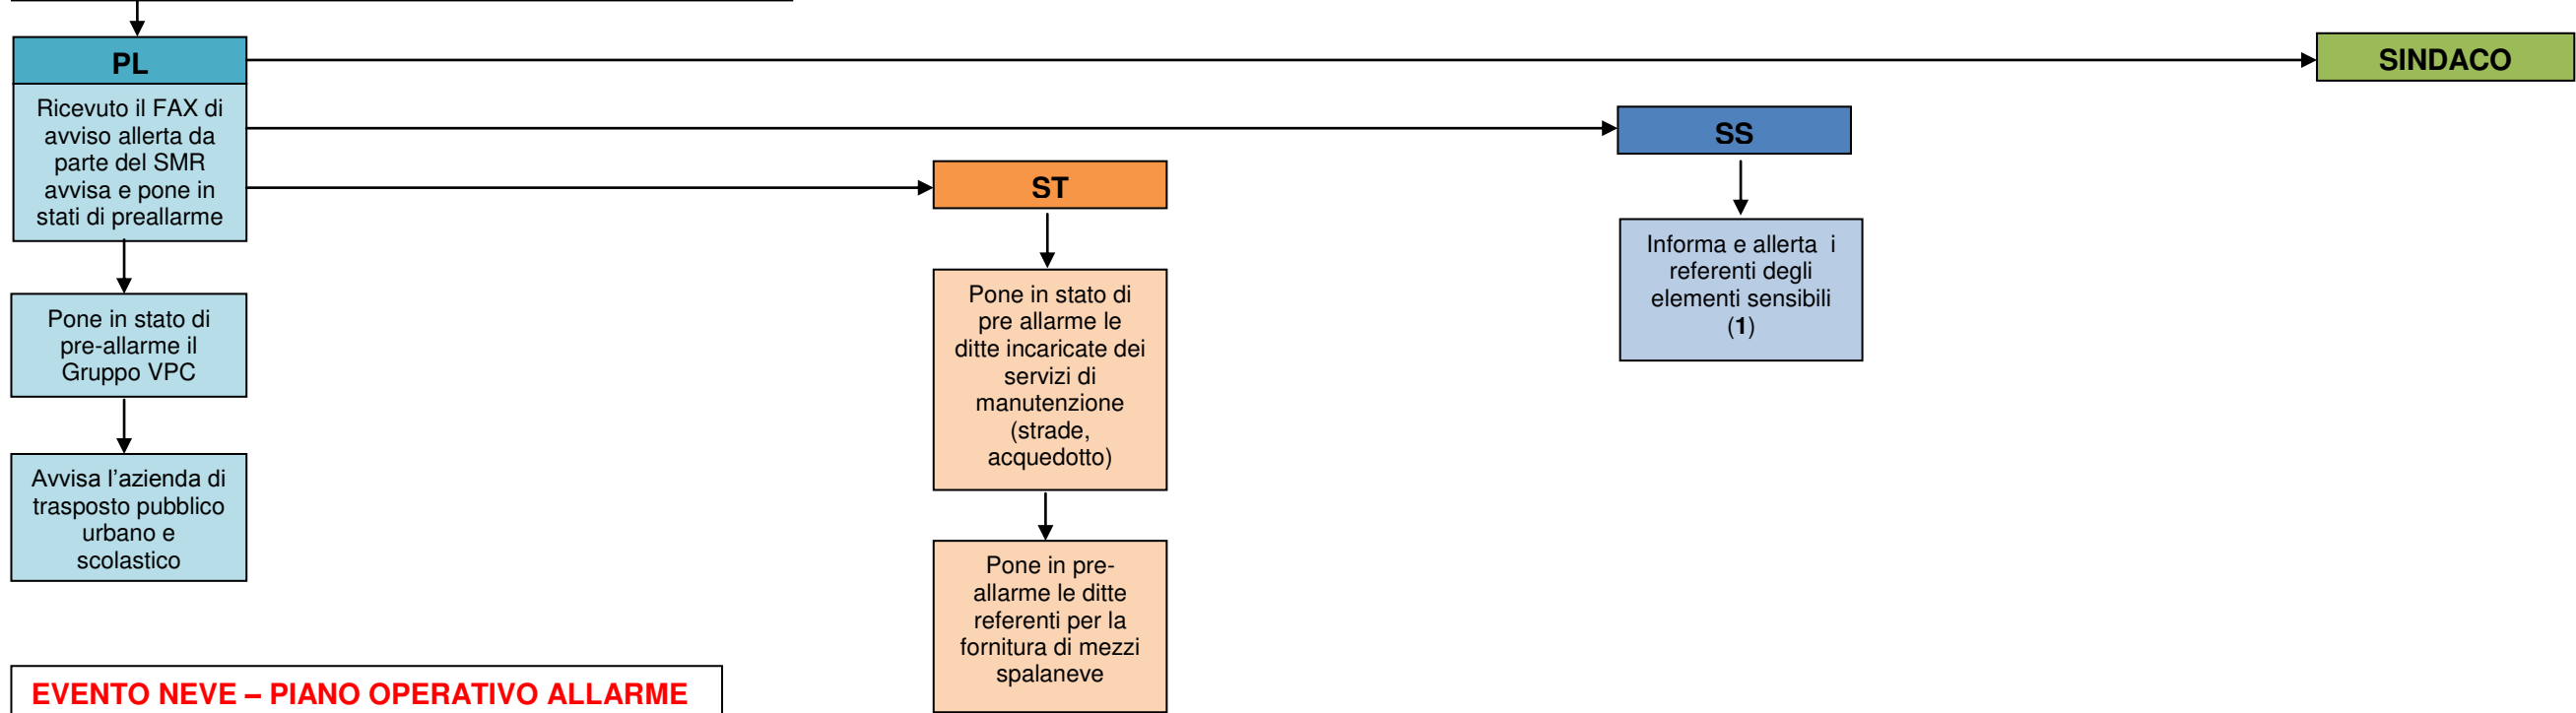 PL
Ricevuto il FAX di
avviso allerta da
parte del SMR
avvisa e pone in
stati di preallarme
Pone in stato di
pre-allarme il
Gruppo VPC
Avvisa l'azienda di
trasposto pubblico
urbano e
scolastico
ST
Pone in stato di
pre allarme le
ditte incaricate dei
servizi di
manutenzione
(strade,
acquedotto)
Pone in pre-
allarme le ditte
referenti per la
fornitura di mezzi
spalaneve
SS
Informa e allerta i
referenti degli
elementi sensibili
(1)
SINDACO
EVENTO NEVE – PIANO OPERATIVO ALLARME